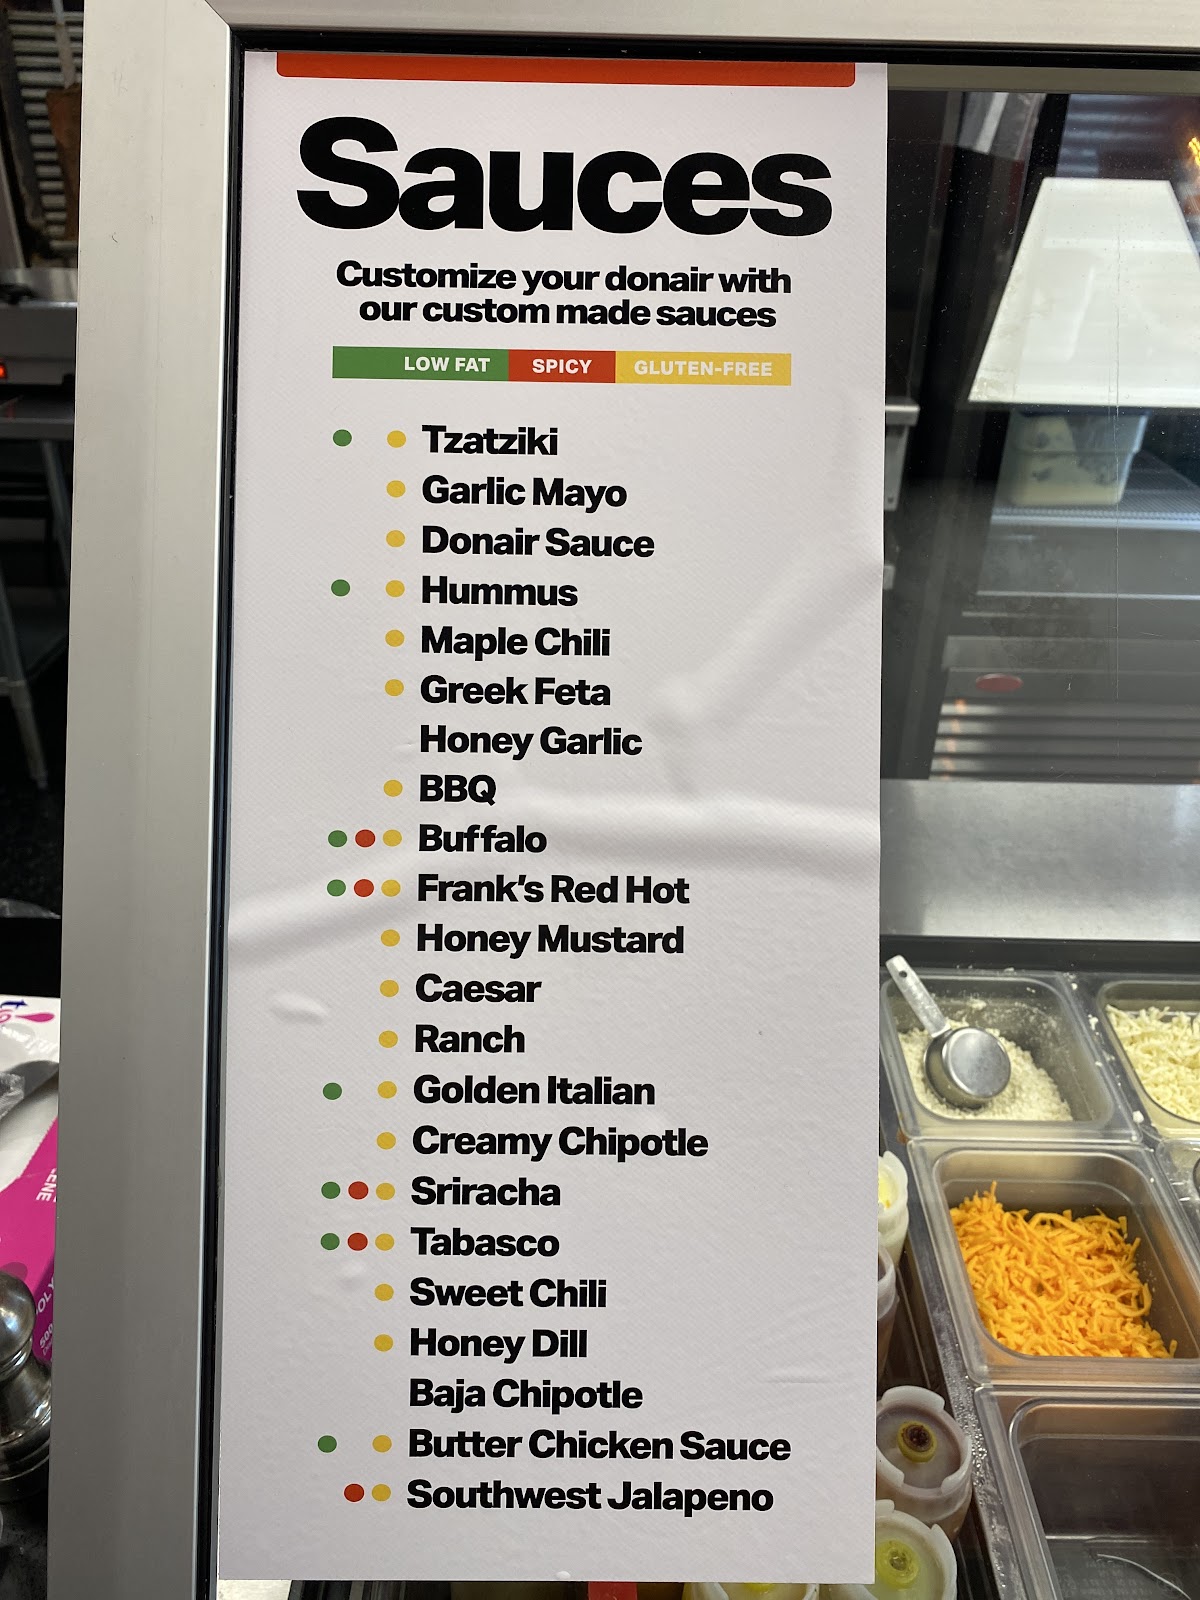 Sauces
Customize your donair with
our custom made sauces
LOW FAT SPICY GLUTEN-FREE
Tzatziki
Garlic Mayo
Donair Sauce
Hummus
Maple Chili
Greek Feta
Honey Garlic
BBQ
Buffalo
Frank's Red Hot
Honey Mustard
Caesar
Ranch
Golden Italian
Creamy Chipotle
Sriracha
Tabasco
Sweet Chili
Honey Dill
Baja Chipotle
Butter Chicken Sauce
Southwest Jalapeno